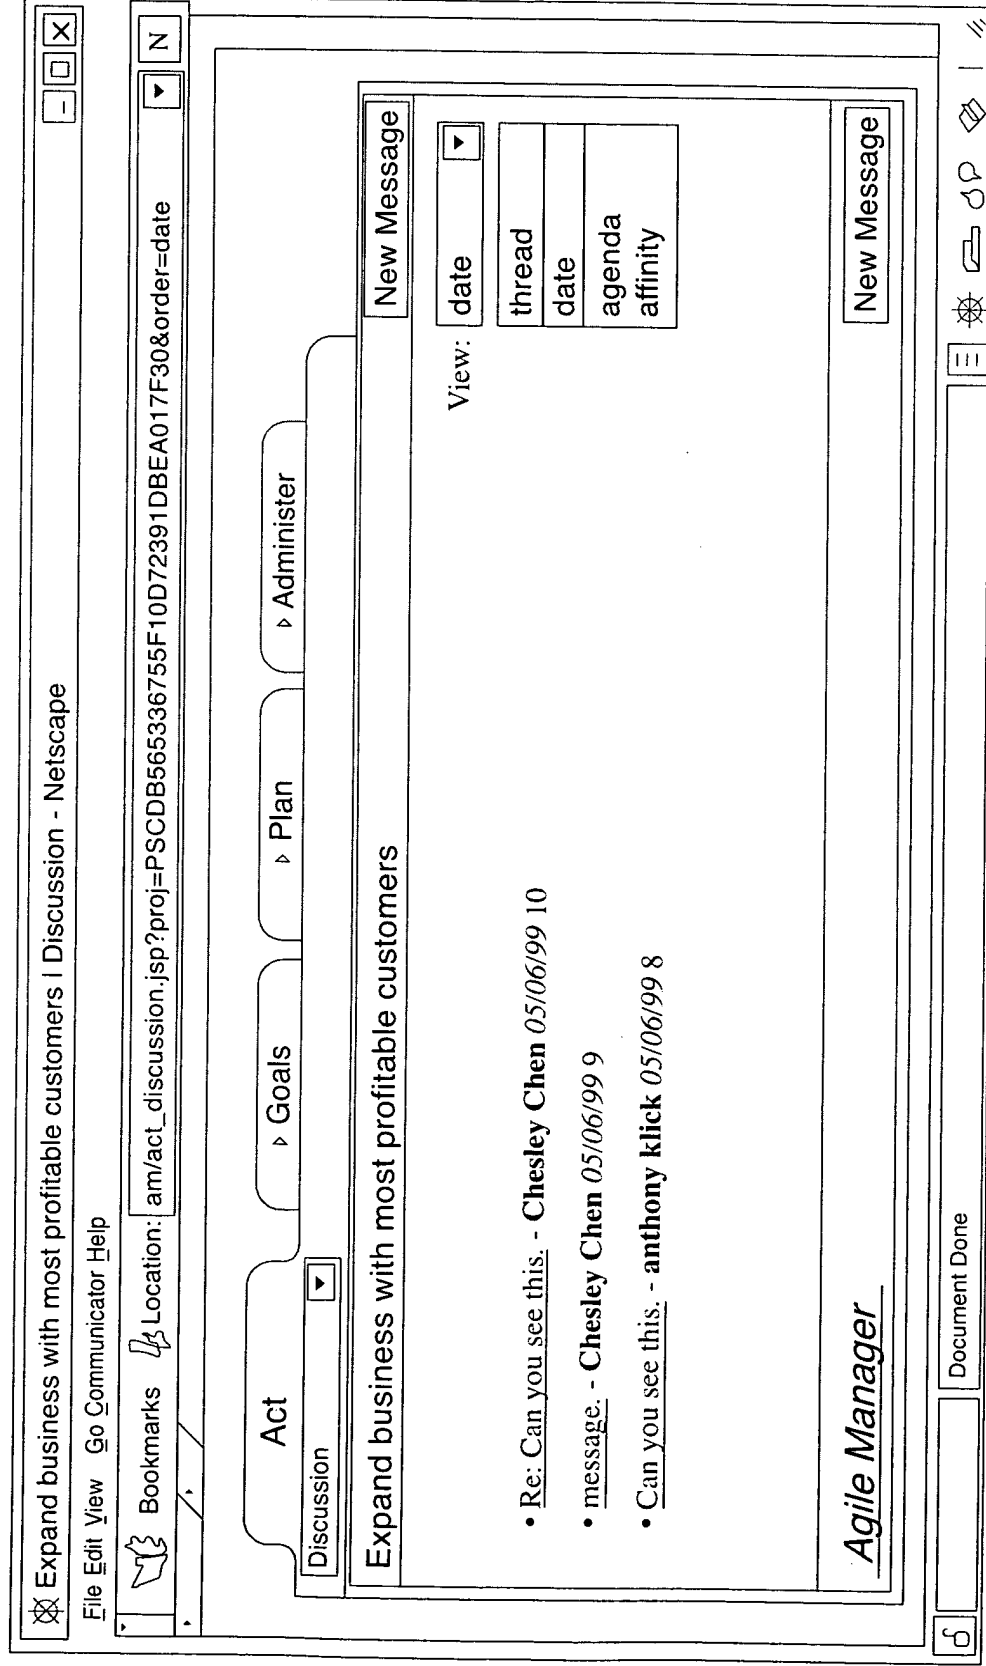 Expand business with most profitable customers | Discussion - Netscape
File Edit View Go Communicator Help
Bookmarks Location: am/act_discussion.jsp?proj=PSCDB565336755F10D72391DBEA017F30&order=date N
Act Goals Plan Administer
Discussion
Expand business with most profitable customers New Message
View: date
thread
date
agenda
affinity
• Re: Can you see this. - Chesley Chen 05/06/99 10
• message. - Chesley Chen 05/06/99 9
• Can you see this. - anthony klick 05/06/99 8
Agile Manager New Message
Document Done